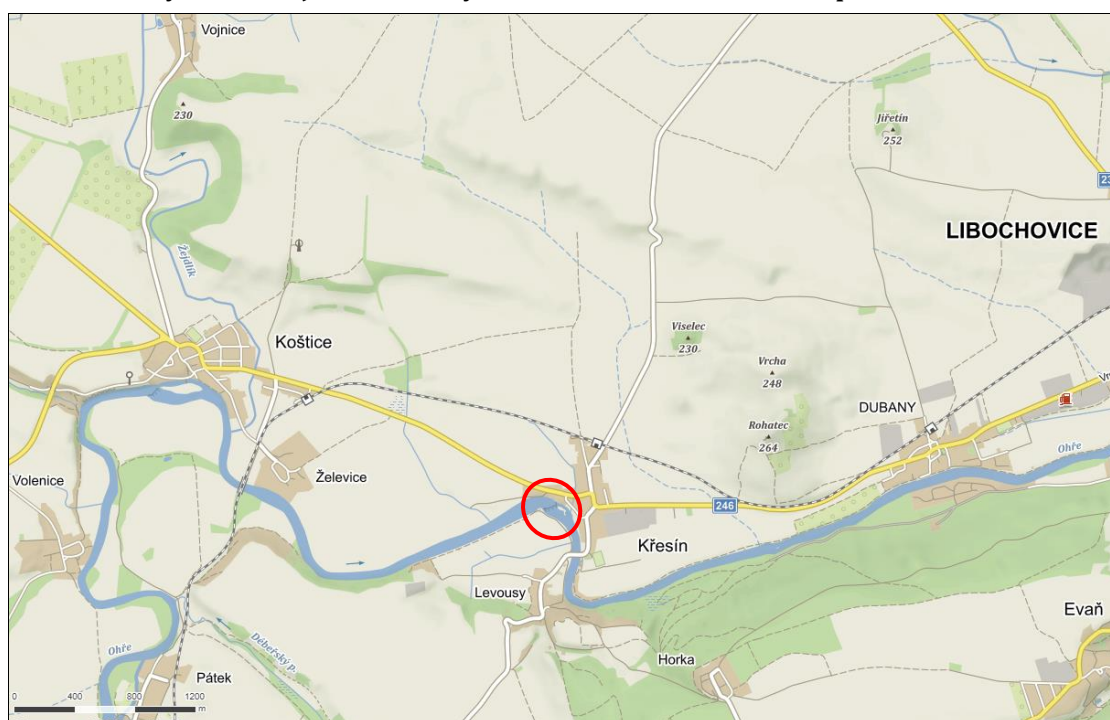 Vojnice
230
Jiřetín
252
LIBOCHOVICE
Žejdlík
Viselec
230
Koštice
Vrcha
248
DUBANY
Rohatec
264
Ohře
Volenice
Želevice
246
Křesín
Levousy
Evaň
Ohře
Débeřský p.
Pátek
Horka
0 400 800 1200
m